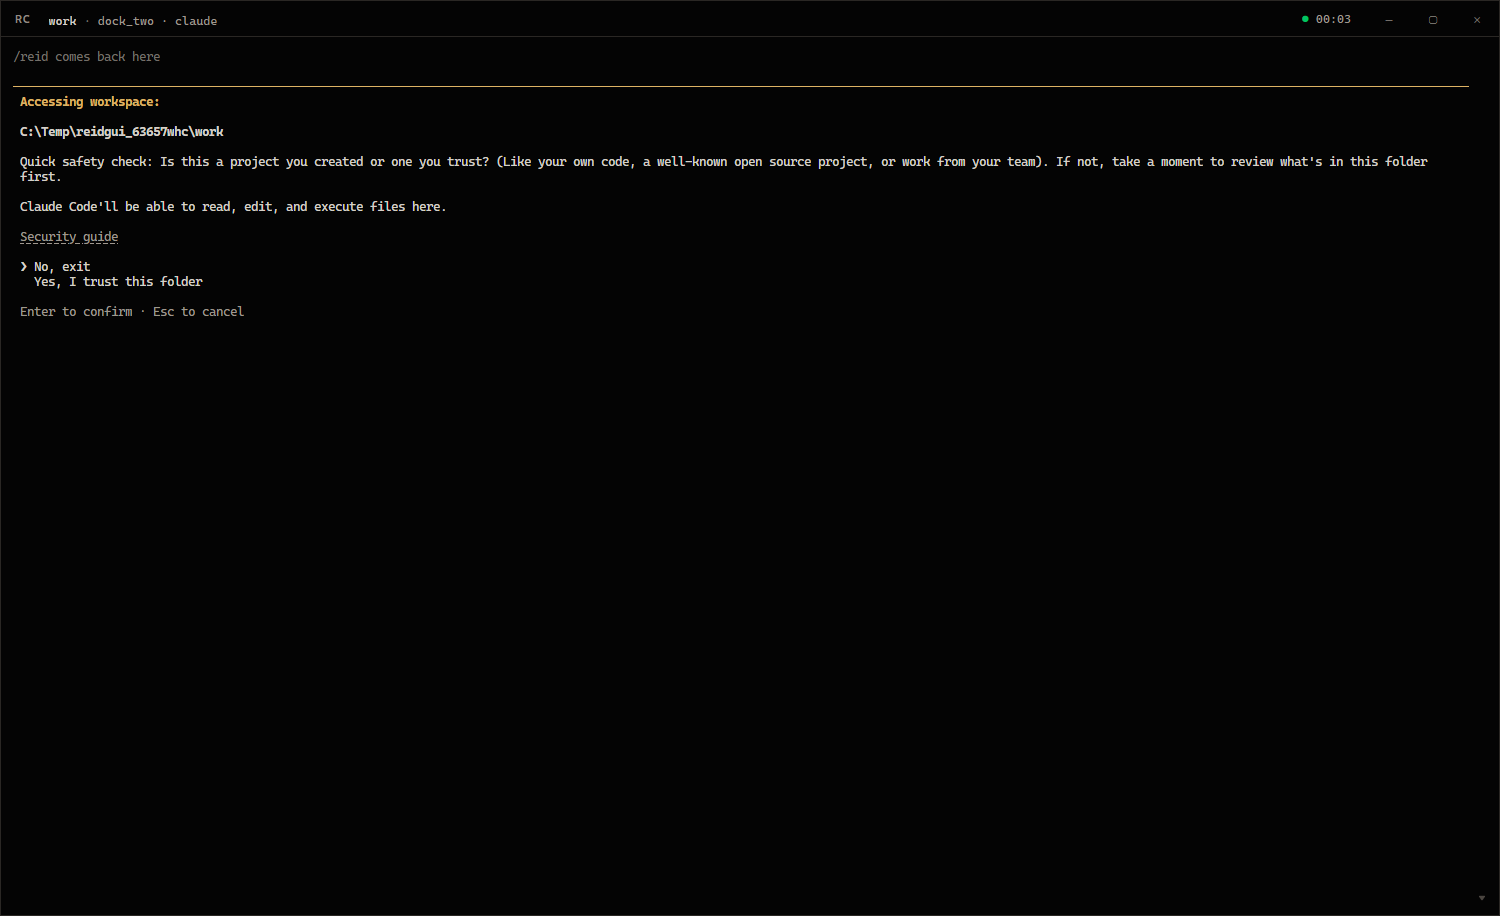 RC work · dock_two · claude
● 00:03
/reid comes back here
Accessing workspace:
C:\Temp\reidgui_63657whc\work
Quick safety check: Is this a project you created or one you trust? (Like your own code, a well-known open source project, or work from your team). If not, take a moment to review what's in this folder
first.
Claude Code'll be able to read, edit, and execute files here.
Security guide
❯ No, exit
Yes, I trust this folder
Enter to confirm · Esc to cancel